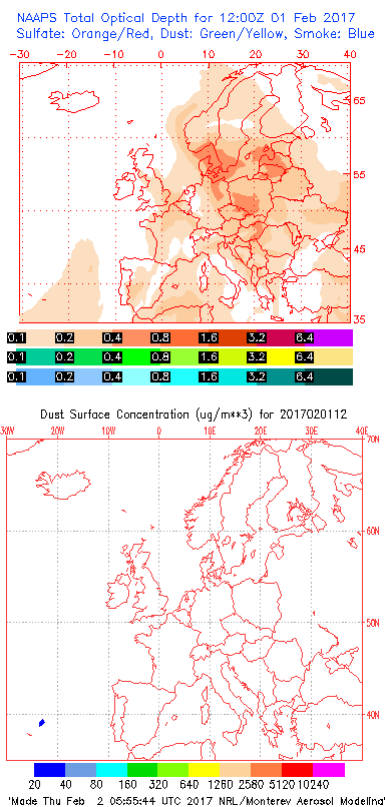 NAAPS Total Optical Depth for 12:00Z 01 Feb 2017
Sulfate: Orange/Red, Dust: Green/Yellow, Smoke: Blue
-30 -20 -10 0 10 20 30 40
65
55
45
35
0.1 0.2 0.4 0.8 1.6 3.2 6.4
0.1 0.2 0.4 0.8 1.6 3.2 6.4
0.1 0.2 0.4 0.8 1.6 3.2 6.4
Dust Surface Concentration (ug/m**3) for 2017020112
30W 20W 10W 0 10E 20E 30E 40E
70N
60N
50N
40N
20 40 80 160 320 640 1280 2560 5120 10240
Made Thu Feb 2 05:55:44 UTC 2017 NRL/Monterey Aerosol Modelling